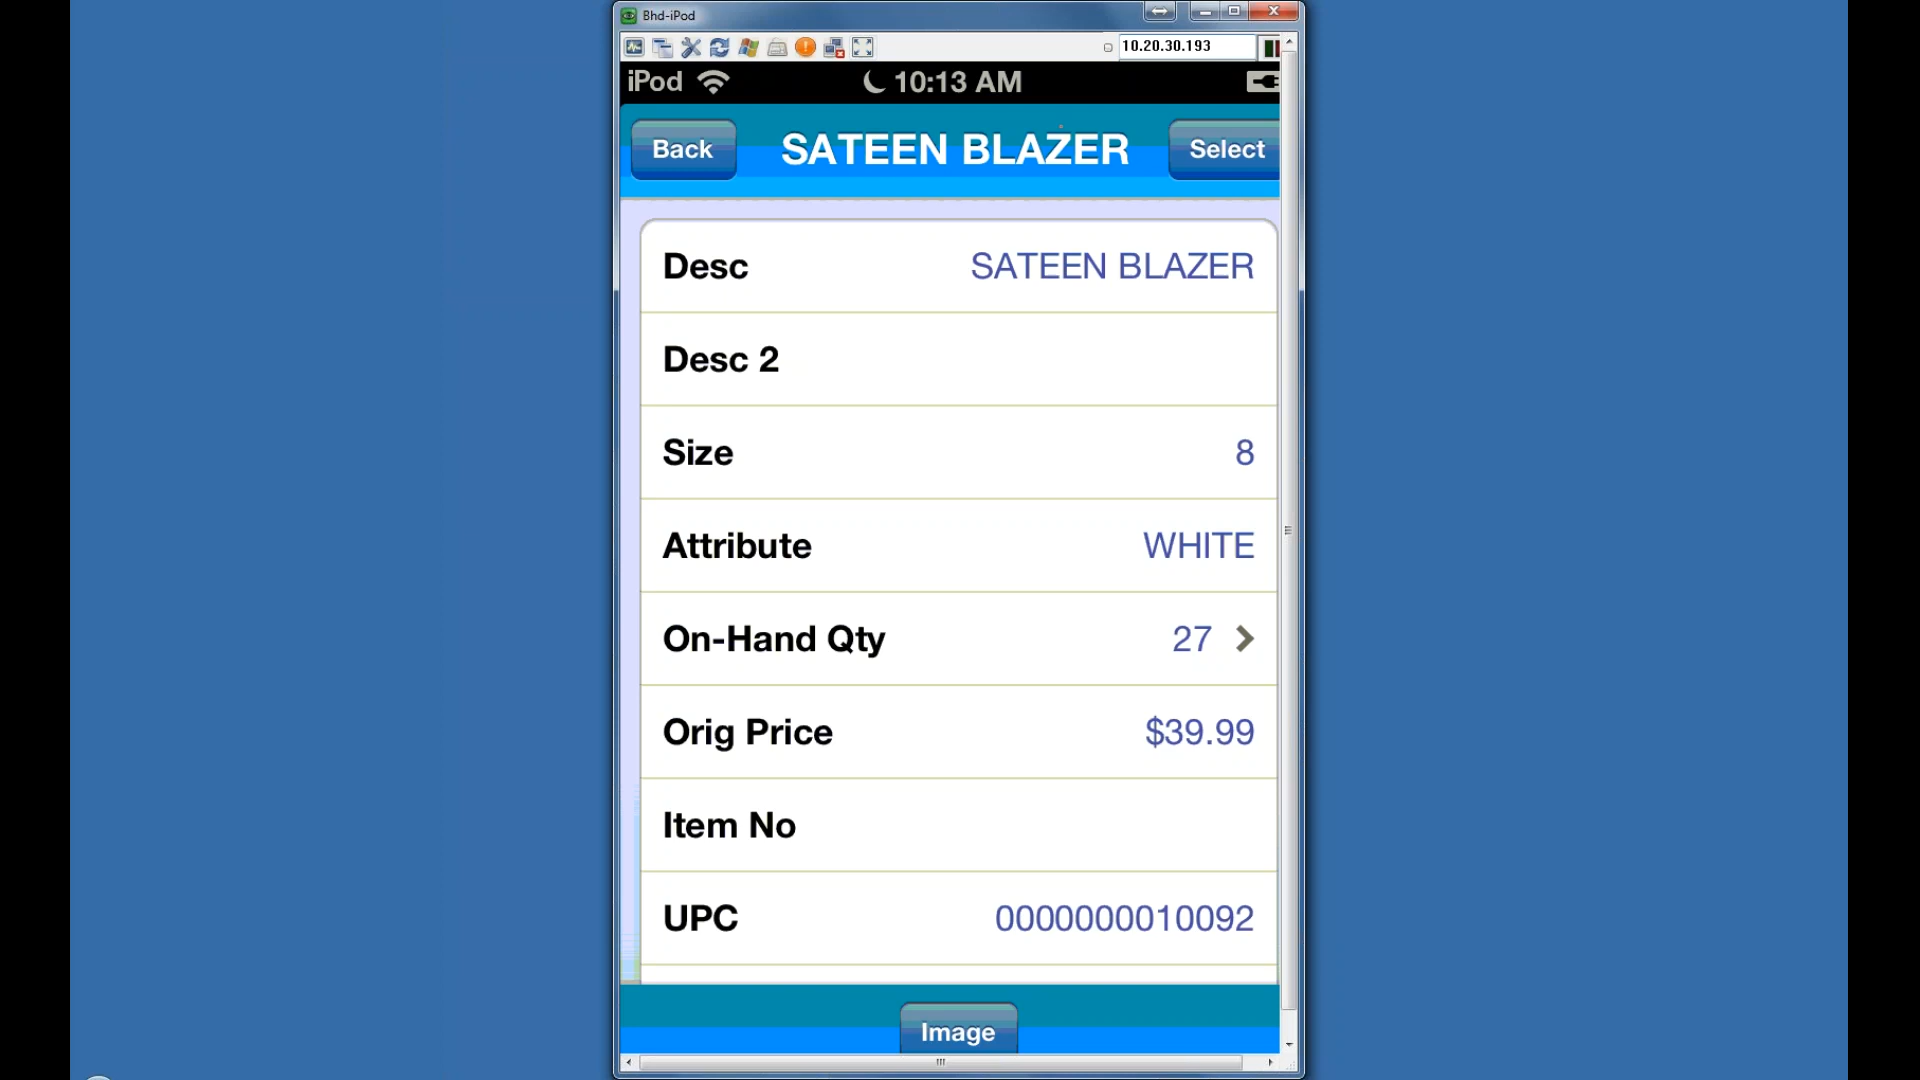 Bhd-iPod
10.20.30.193
iPod 10:13 AM
Back SATEEN BLAZER Select
Desc SATEEN BLAZER
Desc 2
Size 8
Attribute WHITE
On-Hand Qty 27
Orig Price $39.99
Item No
UPC 0000000010092
Image